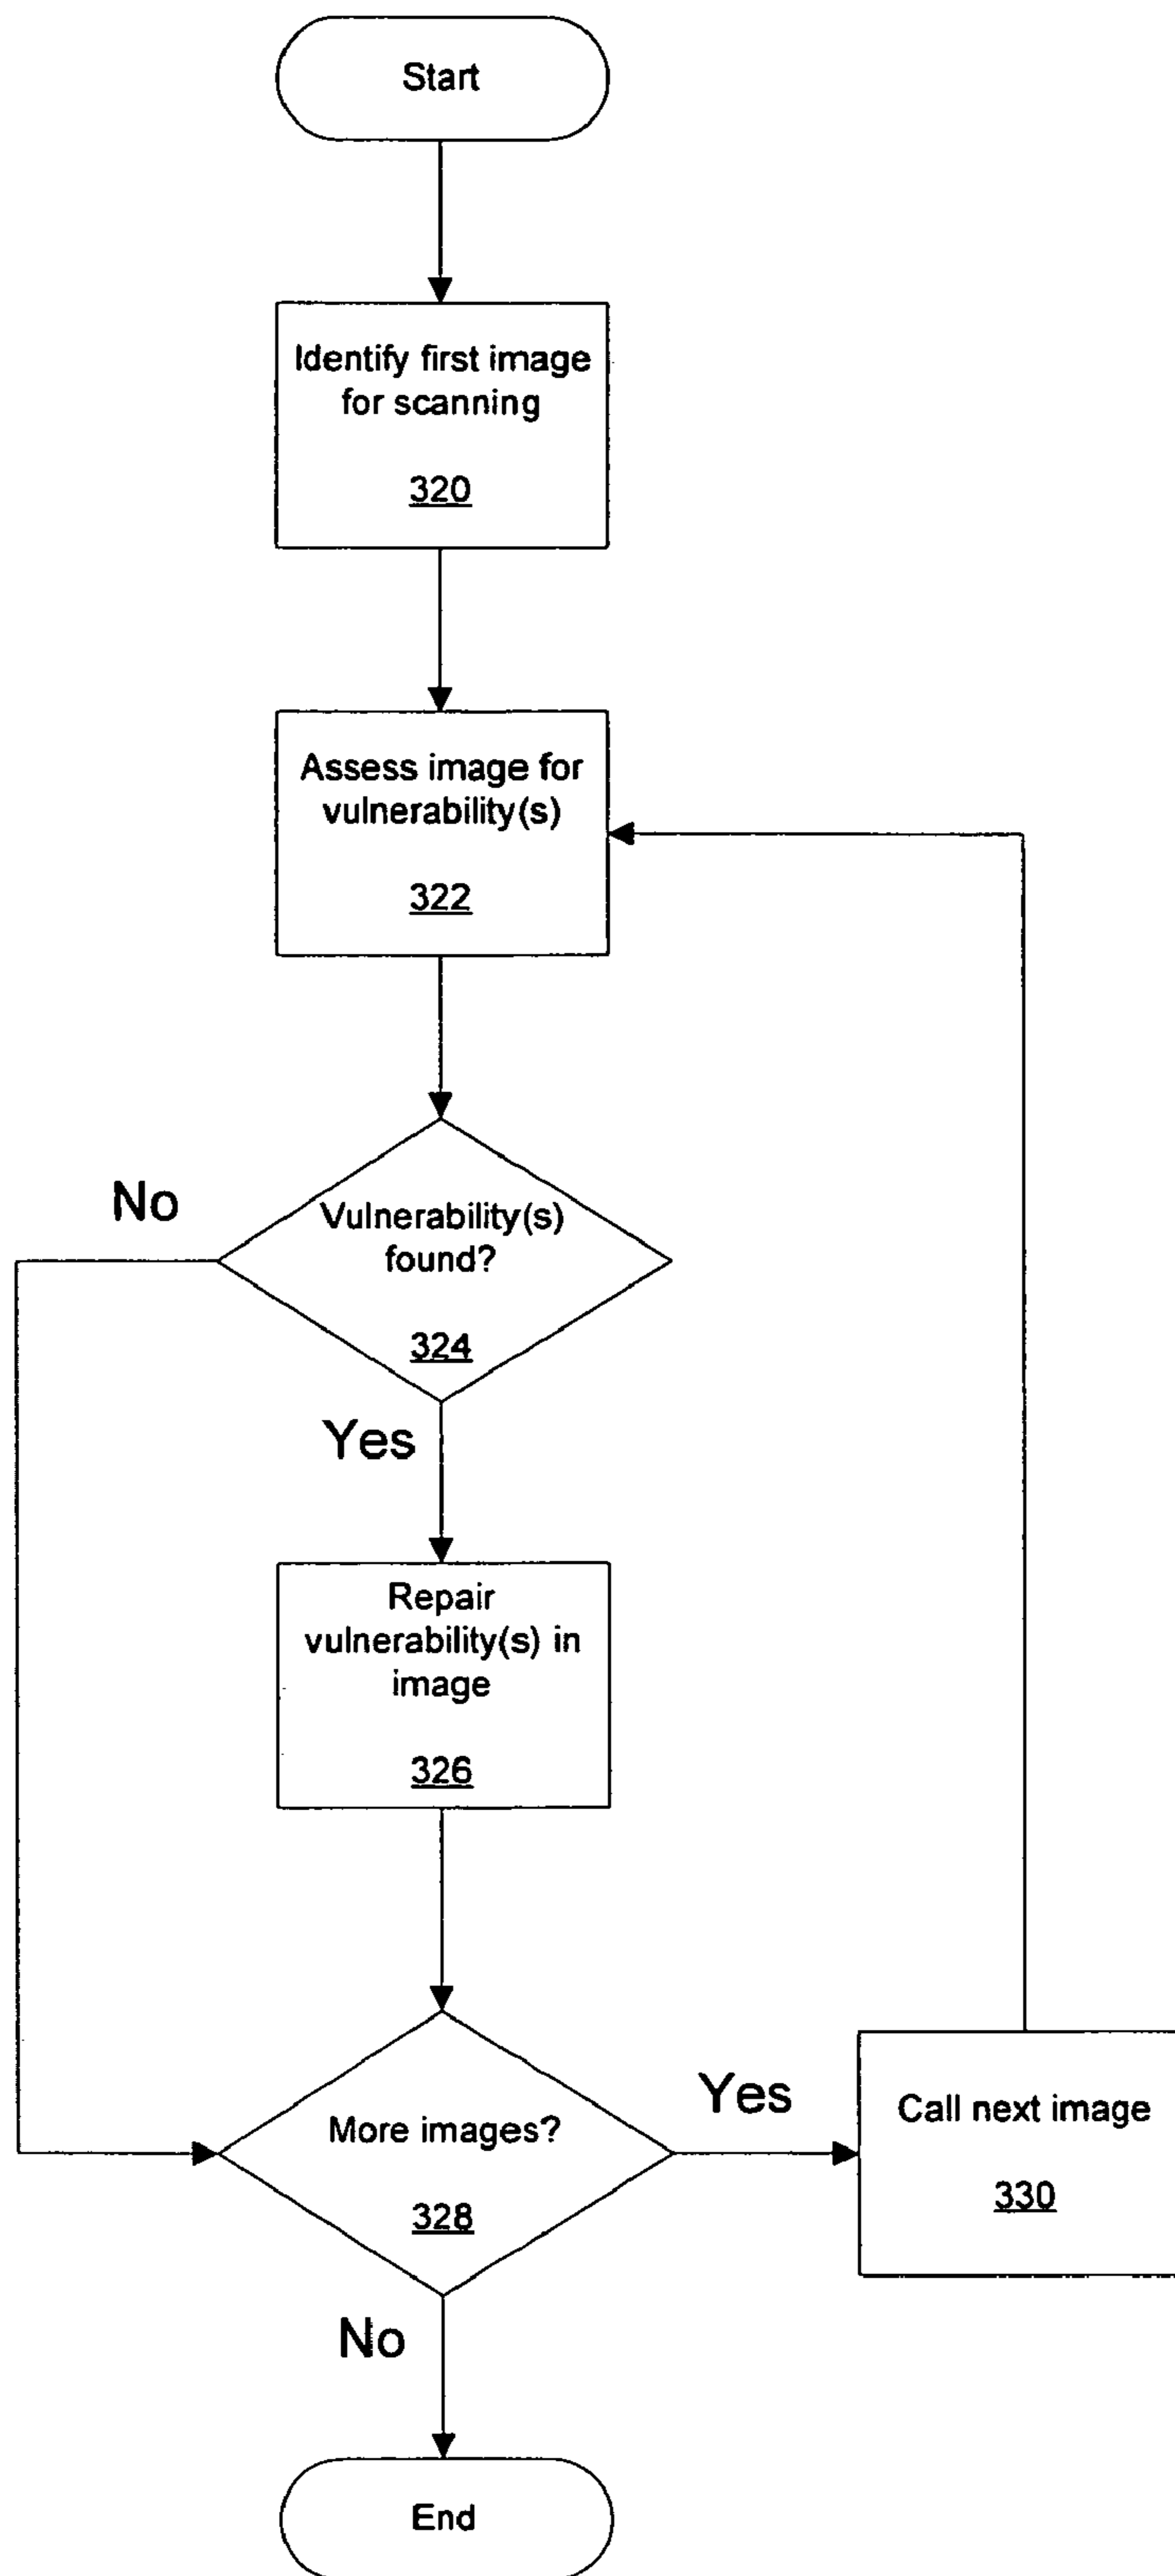 Start
Identify first image
for scanning
320
Assess image for
vulnerability(s)
322
No
Vulnerability(s)
found?
324
Yes
Repair
vulnerability(s) in
image
326
More images?
328
Yes
Call next image
330
No
End